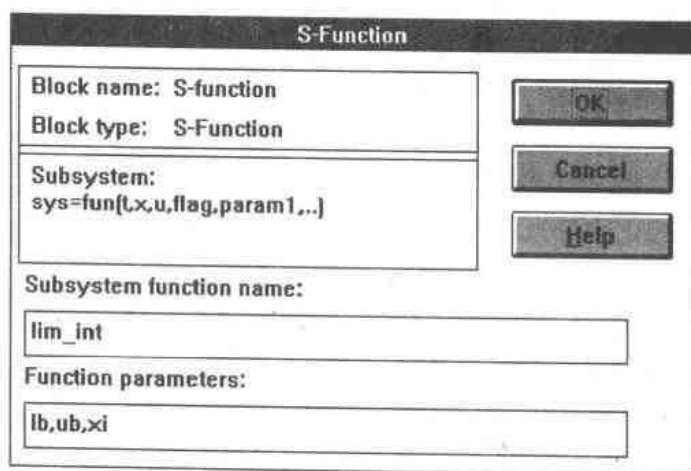 S-Function
Block name: S-function
Block type: S-Function
Subsystem:
sys=fun(t,x,u,flag,param1,..)
OK
Cancel
Help
Subsystem function name:
lim_int
Function parameters:
lb,ub,xi